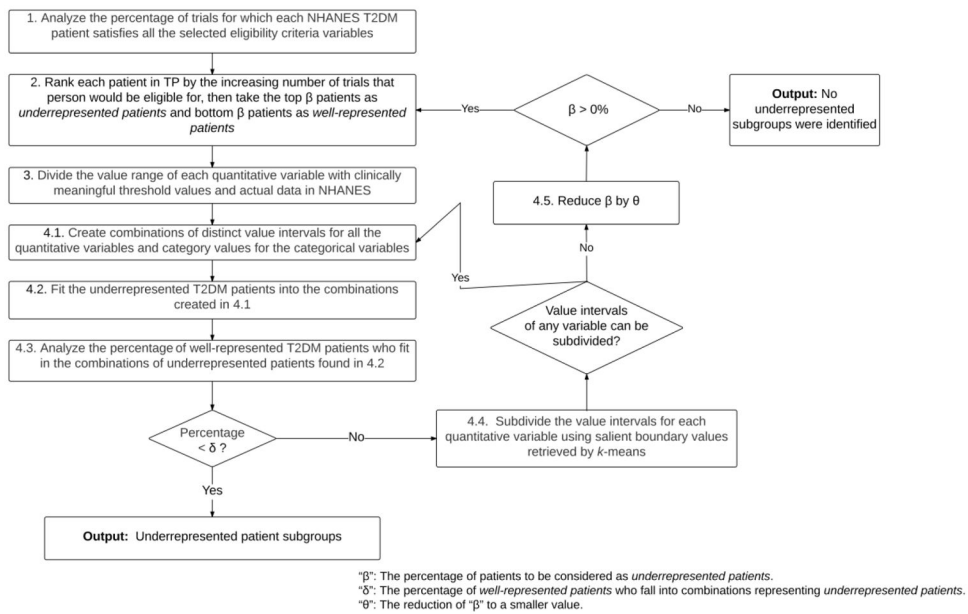 1. Analyze the percentage of trials for which each NHANES T2DM
patient satisfies all the selected eligibility criteria variables
2. Rank each patient in TP by the increasing number of trials that
person would be eligible for, then take the top β patients as
underrepresented patients and bottom β patients as well-represented
patients
3. Divide the value range of each quantitative variable with clinically
meaningful threshold values and actual data in NHANES
4.1. Create combinations of distinct value intervals for all the
quantitative variables and category values for the categorical variables
4.2. Fit the underrepresented T2DM patients into the combinations
created in 4.1
4.3. Analyze the percentage of well-represented T2DM patients who fit
in the combinations of underrepresented patients found in 4.2
Percentage
< δ ?
No
Yes
Output: Underrepresented patient subgroups
4.4. Subdivide the value intervals for each
quantitative variable using salient boundary values
retrieved by k-means
Value intervals
of any variable can be
subdivided?
Yes
No
4.5. Reduce β by θ
β > 0%
Yes
No
Output: No
underrepresented
subgroups were identified
“β”: The percentage of patients to be considered as underrepresented patients.
“δ”: The percentage of well-represented patients who fall into combinations representing underrepresented patients.
“θ”: The reduction of “β” to a smaller value.